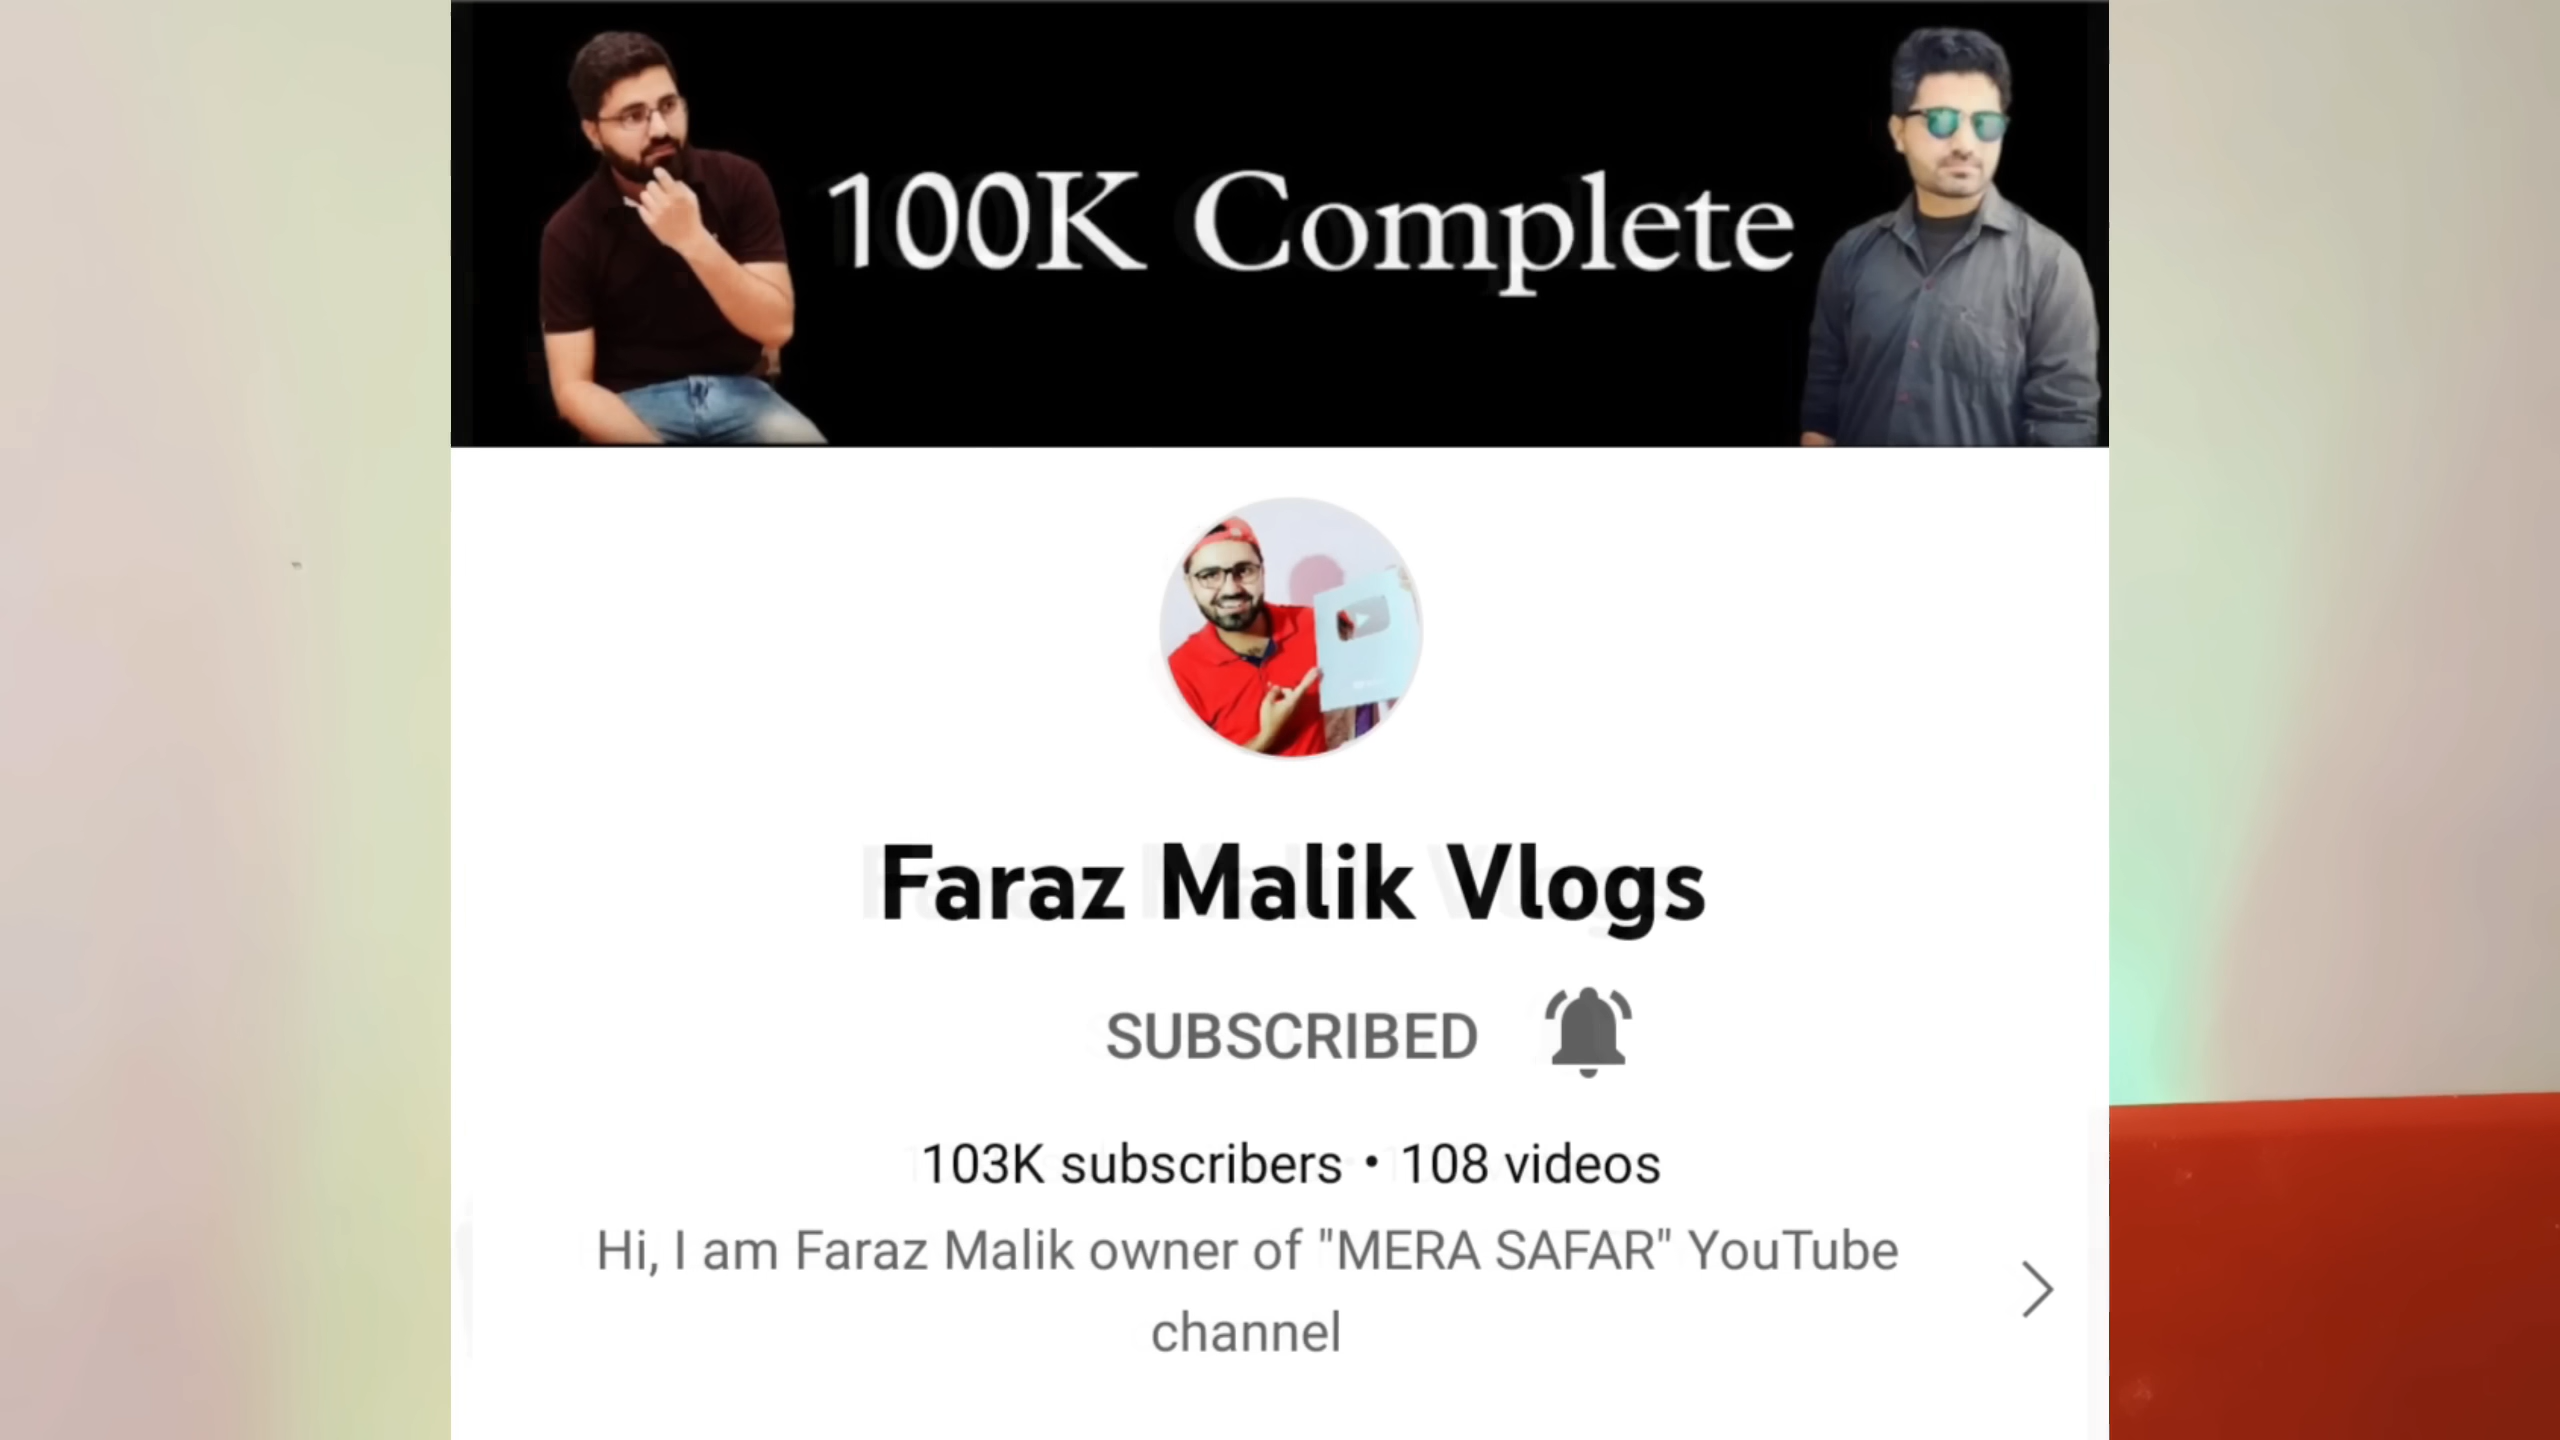 100K Complete
Faraz Malik Vlogs
SUBSCRIBED
103K subscribers • 108 videos
Hi, I am Faraz Malik owner of "MERA SAFAR" YouTube
channel